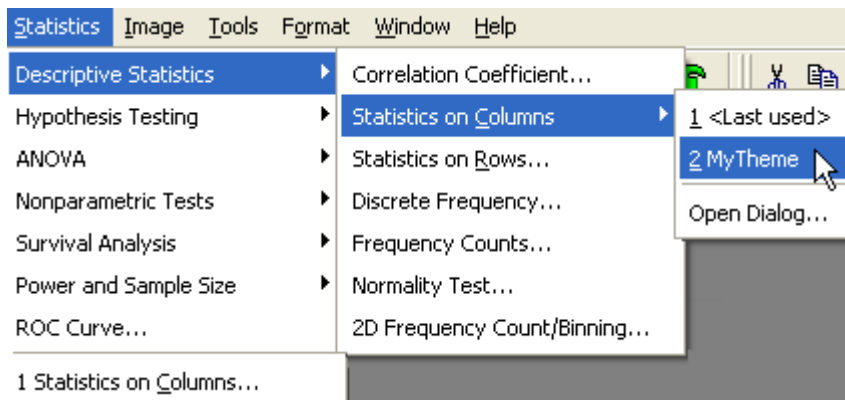 Statistics Image Tools Format Window Help
Descriptive Statistics
Hypothesis Testing
ANOVA
Nonparametric Tests
Survival Analysis
Power and Sample Size
ROC Curve...
1 Statistics on Columns...
Correlation Coefficient...
Statistics on Columns
Statistics on Rows...
Discrete Frequency...
Frequency Counts...
Normality Test...
2D Frequency Count/Binning...
1 <Last used>
2 MyTheme
Open Dialog...